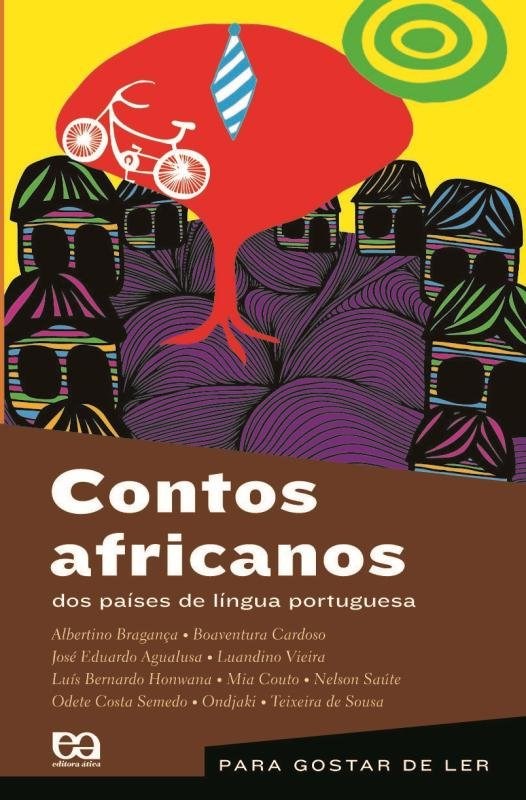 Contos
africanos
dos países de língua portuguesa
Albertino Bragança • Boaventura Cardoso
José Eduardo Agualusa • Luandino Vieira
Luís Bernardo Honwana • Mia Couto • Nelson Saúte
Odete Costa Semedo • Ondjaki • Teixeira de Sousa
ea
editora ática
PARA GOSTAR DE LER